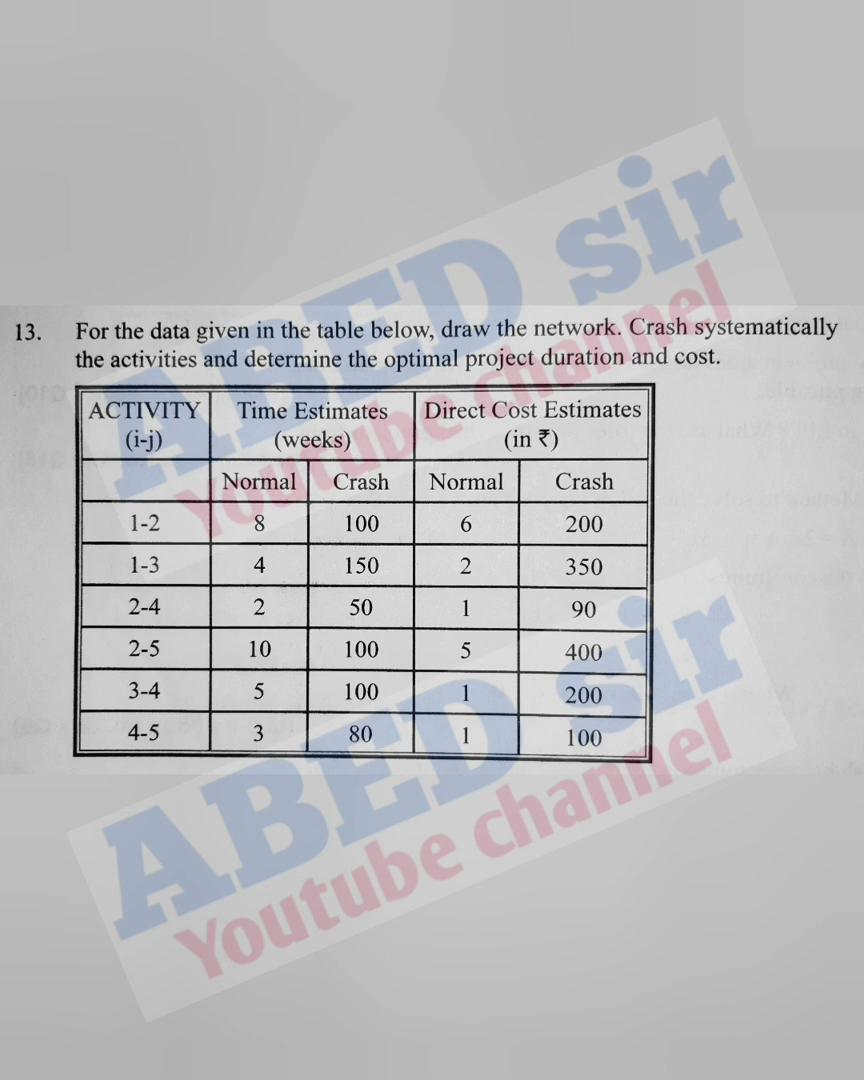 ABED sir
Youtube channel
13. For the data given in the table below, draw the network. Crash systematically
the activities and determine the optimal project duration and cost.
ACTIVITY Time Estimates Direct Cost Estimates
(i-j) (weeks) (in ₹)
Normal Crash Normal Crash
1-2 8 100 6 200
1-3 4 150 2 350
2-4 2 50 1 90
2-5 10 100 5 400
3-4 5 100 1 200
4-5 3 80 1 100
ABED sir
Youtube channel